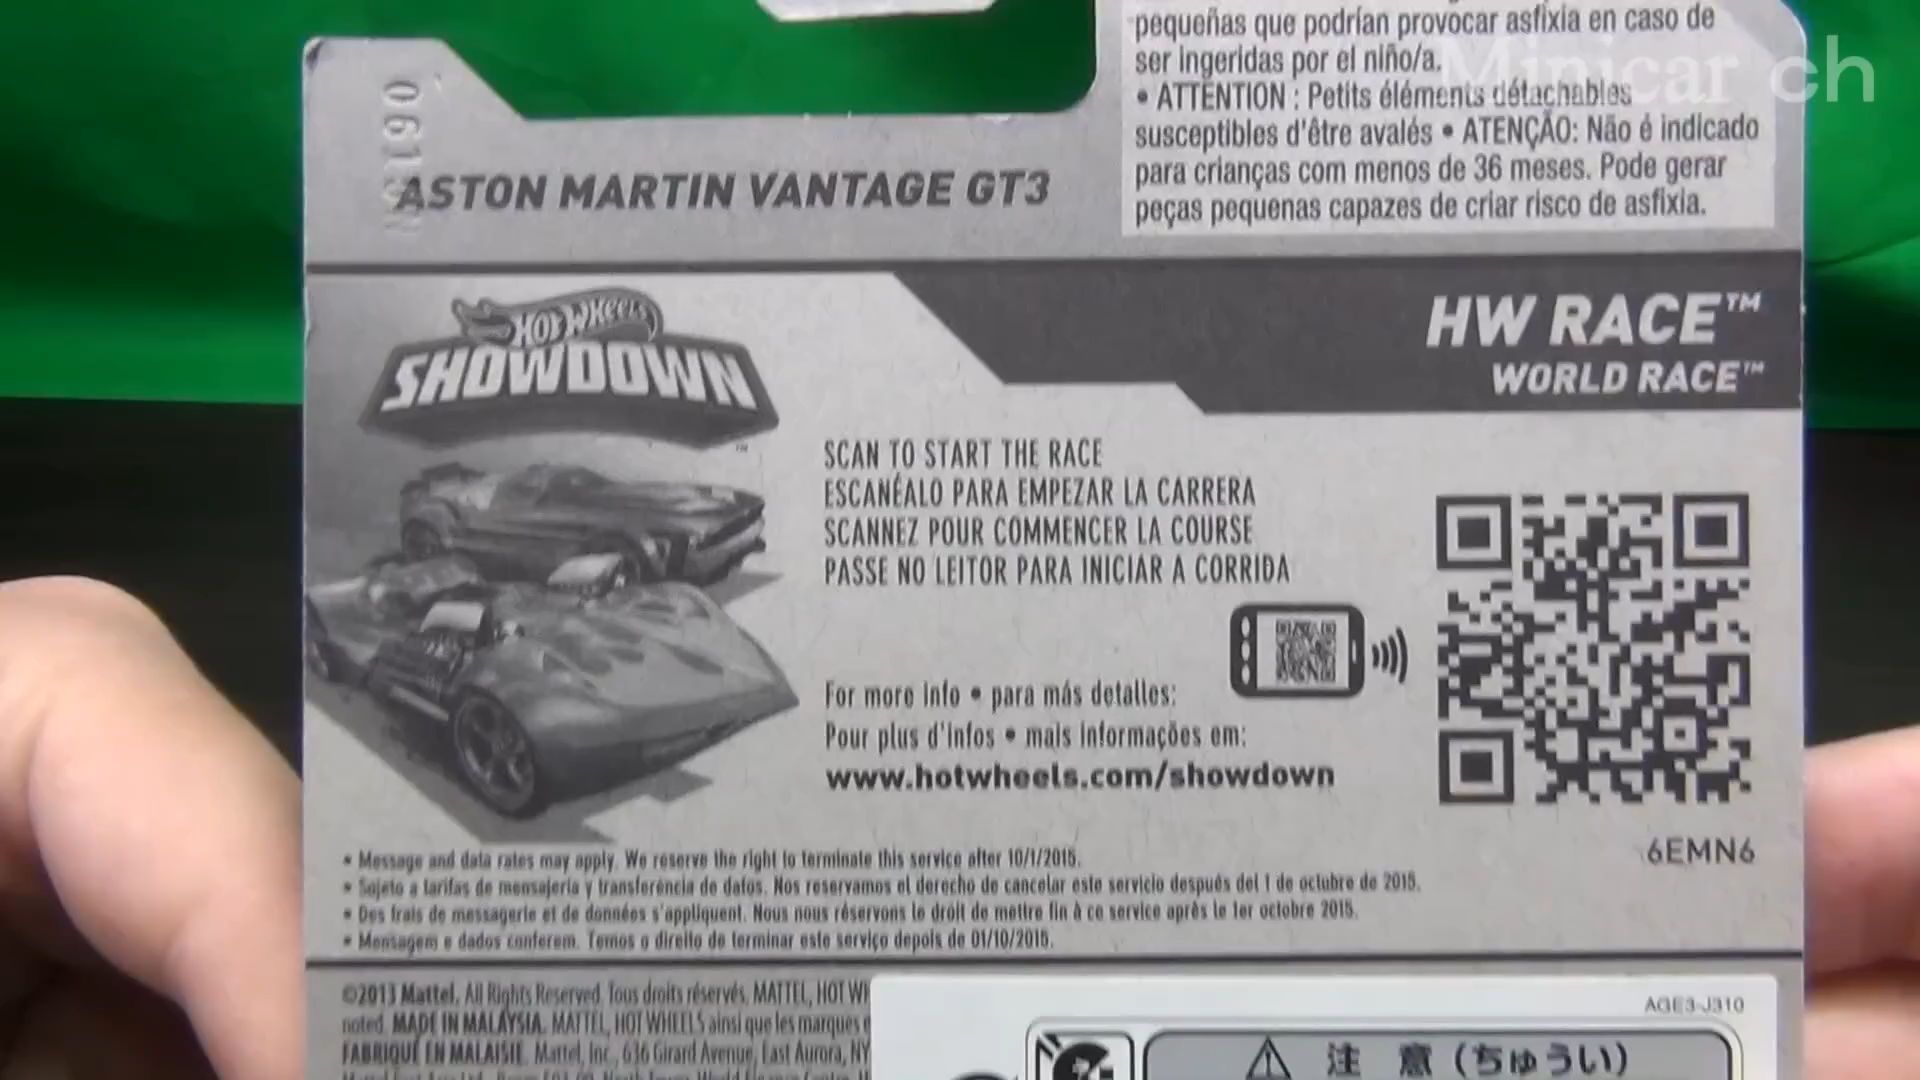 pequeñas que podrían provocar asfixia en caso de
ser ingeridas por el niño/a.
Minicar ch
• ATTENTION : Petits éléments détachables
susceptibles d'être avalés • ATENÇÃO: Não é indicado
para crianças com menos de 36 meses. Pode gerar
peças pequenas capazes de criar risco de asfixia.
ASTON MARTIN VANTAGE GT3
HW RACE™
WORLD RACE™
HOT WHEELS
SHOWDOWN™
SCAN TO START THE RACE
ESCANÉALO PARA EMPEZAR LA CARRERA
SCANNEZ POUR COMMENCER LA COURSE
PASSE NO LEITOR PARA INICIAR A CORRIDA
For more info • para más detalles:
Pour plus d'infos • mais informações em:
www.hotwheels.com/showdown
6EMN6
• Message and data rates may apply. We reserve the right to terminate this service after 10/1/2015.
• Sujeto a tarifas de mensajería y transferencia de datos. Nos reservamos el derecho de cancelar este servicio después del 1 de octubre de 2015.
• Des frais de messagerie et de données s'appliquent. Nous nous réservons le droit de mettre fin à ce service après le 1er octobre 2015.
• Mensagem e dados conferem. Temos o direito de terminar este serviço depois de 01/10/2015.
©2013 Mattel. All Rights Reserved. Tous droits réservés. MATTEL, HOT WH
noted. MADE IN MALAYSIA. MATTEL, HOT WHEELS ainsi que les marques e
FABRIQUÉ EN MALAISIE. Mattel, Inc., 636 Girard Avenue, East Aurora, NY
AGE3-J310
注 意 (ちゅうい)